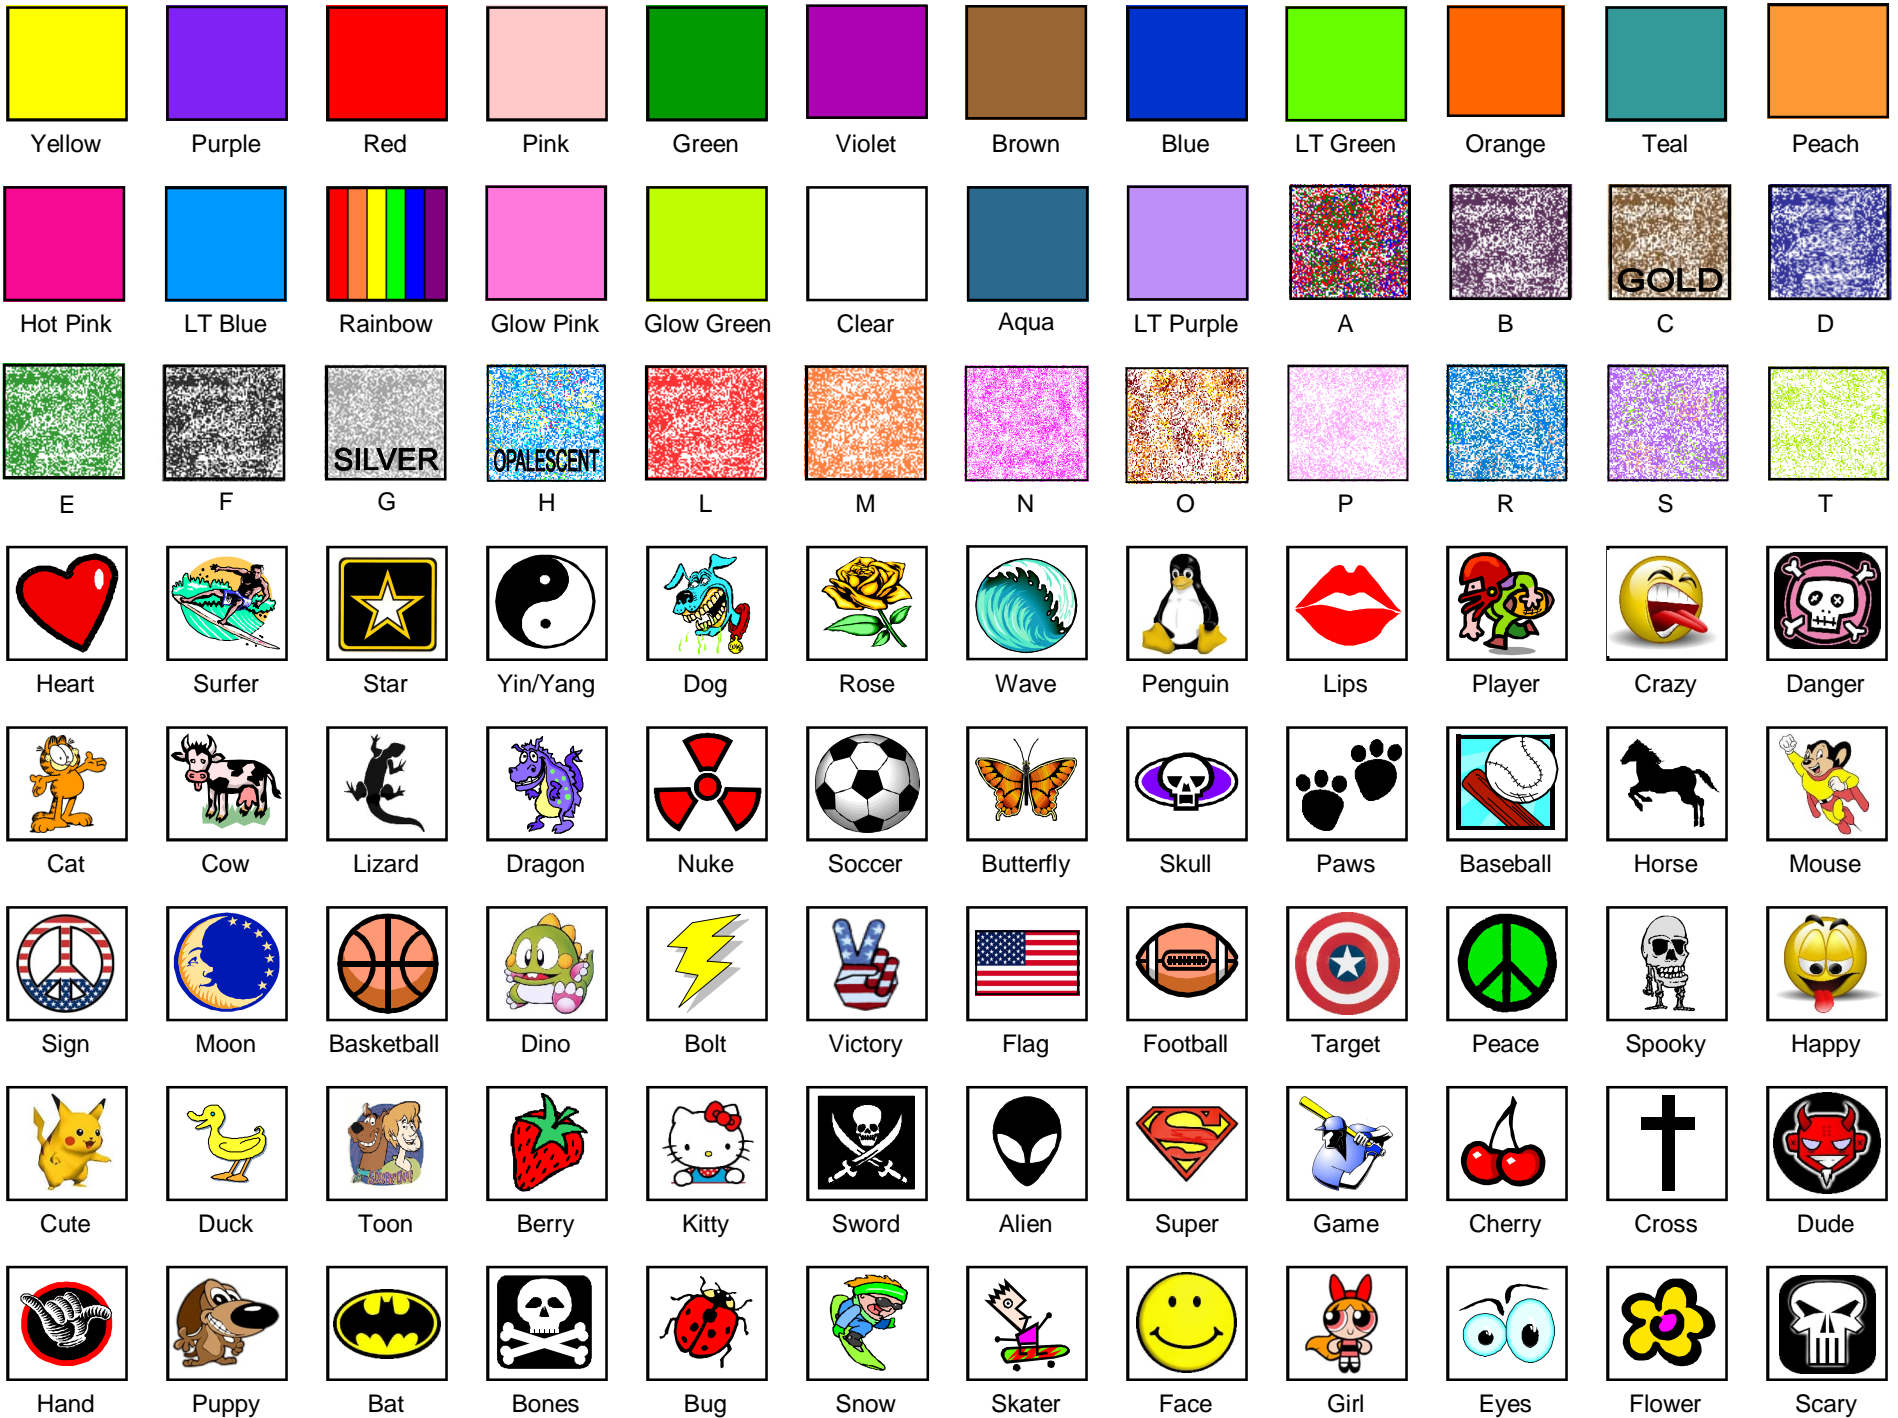 Yellow Purple Red Pink Green Violet Brown Blue LT Green Orange Teal Peach
GOLD
Hot Pink LT Blue Rainbow Glow Pink Glow Green Clear Aqua LT Purple A B C D
SILVER OPALESCENT
E F G H L M N O P R S T
Heart Surfer Star Yin/Yang Dog Rose Wave Penguin Lips Player Crazy Danger
Cat Cow Lizard Dragon Nuke Soccer Butterfly Skull Paws Baseball Horse Mouse
Sign Moon Basketball Dino Bolt Victory Flag Football Target Peace Spooky Happy
S
Cute Duck Toon Berry Kitty Sword Alien Super Game Cherry Cross Dude
Hand Puppy Bat Bones Bug Snow Skater Face Girl Eyes Flower Scary